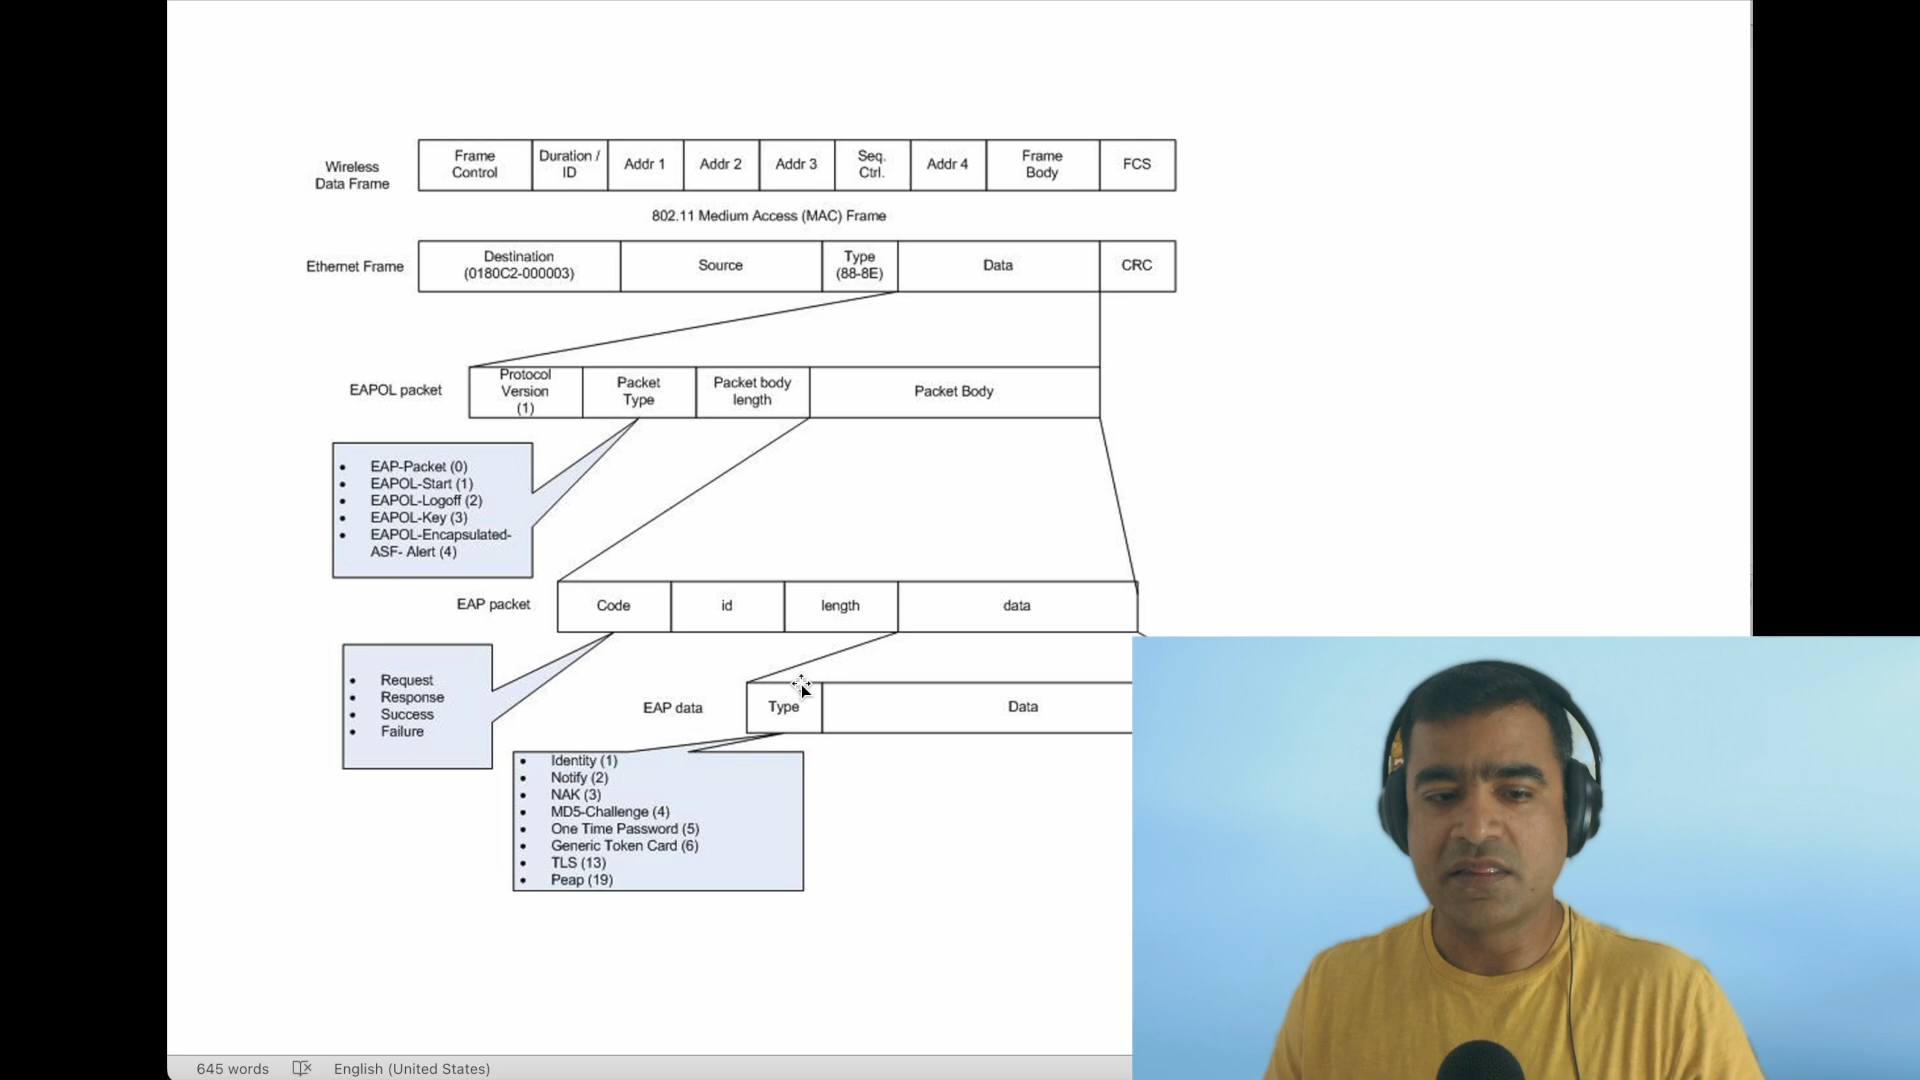 Wireless
Data Frame
Frame
Control
Duration /
ID
Addr 1
Addr 2
Addr 3
Seq.
Ctrl.
Addr 4
Frame
Body
FCS
802.11 Medium Access (MAC) Frame
Ethernet Frame
Destination
(0180C2-000003)
Source
Type
(88-8E)
Data
CRC
EAPOL packet
Protocol
Version
(1)
Packet
Type
Packet body
length
Packet Body
• EAP-Packet (0)
• EAPOL-Start (1)
• EAPOL-Logoff (2)
• EAPOL-Key (3)
• EAPOL-Encapsulated-
ASF- Alert (4)
EAP packet
Code
id
length
data
• Request
• Response
• Success
• Failure
EAP data
Type
Data
• Identity (1)
• Notify (2)
• NAK (3)
• MD5-Challenge (4)
• One Time Password (5)
• Generic Token Card (6)
• TLS (13)
• Peap (19)
645 words
English (United States)